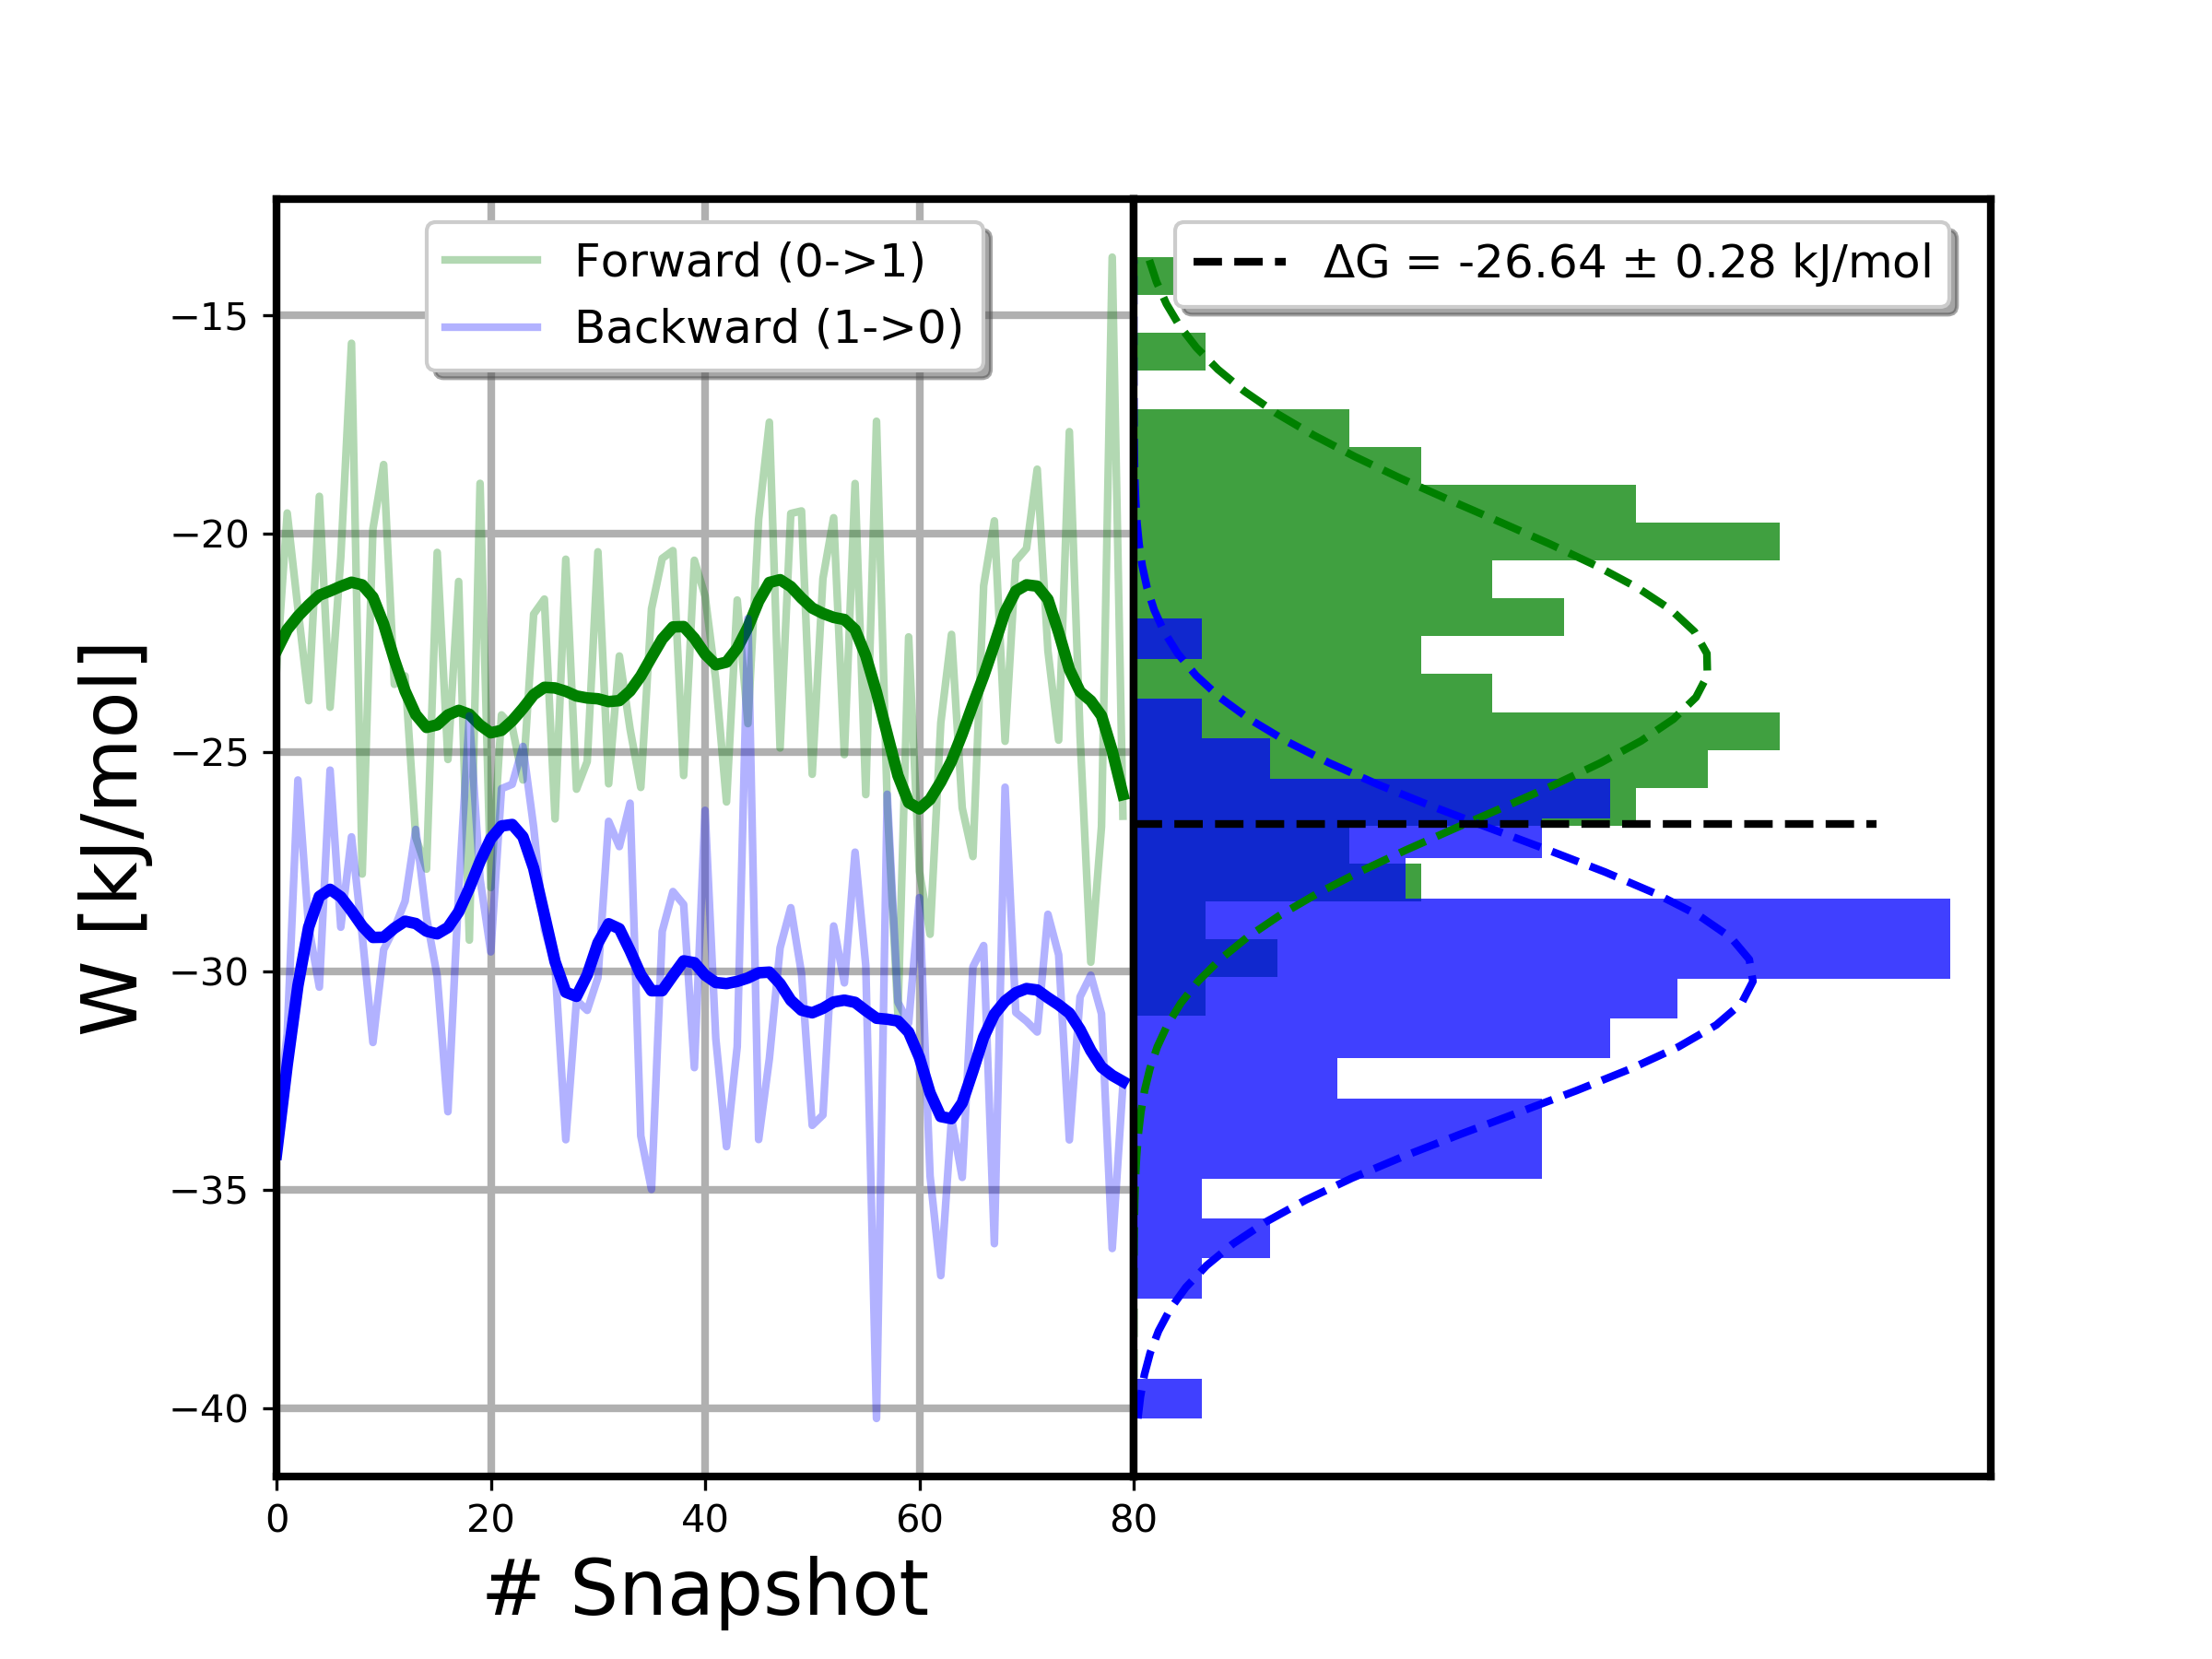 Forward (0->1)
Backward (1->0)
ΔG = -26.64 ± 0.28 kJ/mol
W [kJ/mol]
−15
−20
−25
−30
−35
−40
0 20 40 60 80
# Snapshot